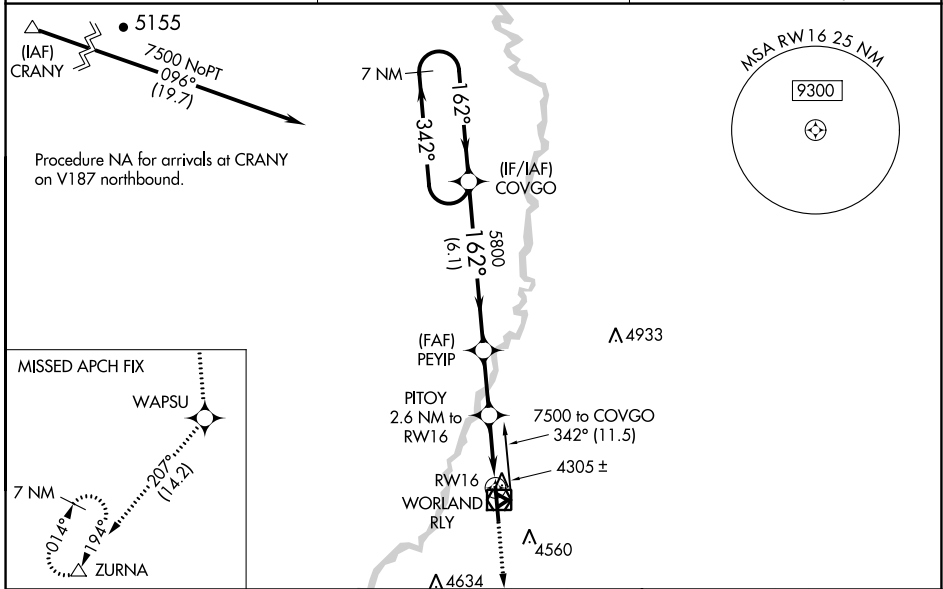 5155
(IAF)
CRANY
7500 NoPT
096°
(19.7)
Procedure NA for arrivals at CRANY
on V187 northbound.
7 NM
162°
342°
(IF/IAF)
COVGO
5800
162°
(6.1)
MSA RW16 25 NM
9300
(FAF)
PEYIP
4933
PITOY
2.6 NM to
RW16
7500 to COVGO
342° (11.5)
4305 ±
RW16
WORLAND
RLY
4560
4634
MISSED APCH FIX
WAPSU
207°
(14.2)
7 NM
014°
194°
ZURNA